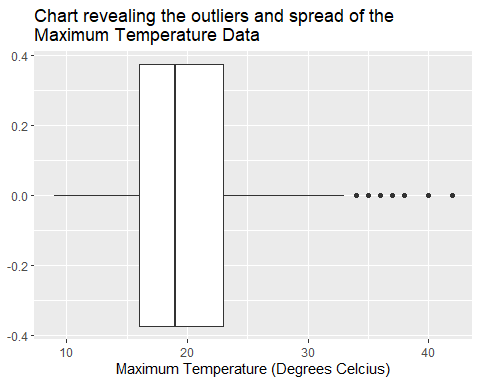 Chart revealing the outliers and spread of the
Maximum Temperature Data
0.4
0.2
0.0
-0.2
-0.4
10 20 30 40
Maximum Temperature (Degrees Celcius)